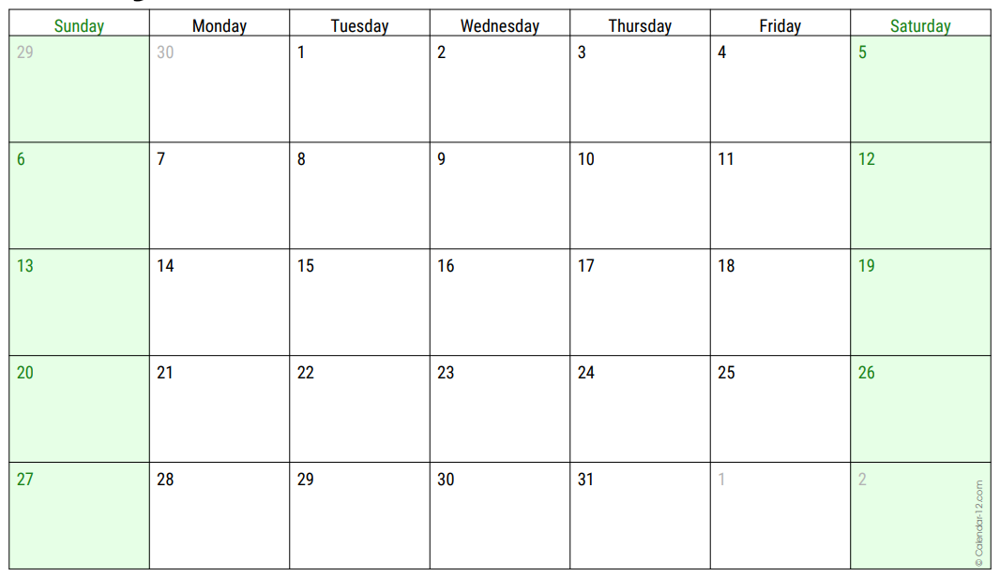 Sunday Monday Tuesday Wednesday Thursday Friday Saturday
29 30 1 2 3 4 5
6 7 8 9 10 11 12
13 14 15 16 17 18 19
20 21 22 23 24 25 26
27 28 29 30 31 1 2
© Calendar-12.com